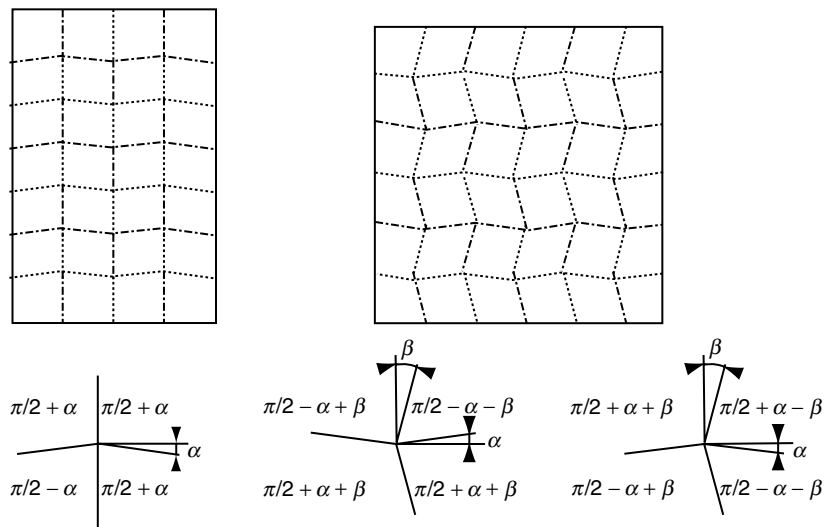 β
π/2 + α π/2 + α
α
π/2 − α π/2 + α
β
π/2 − α + β π/2 − α − β
α
π/2 + α + β π/2 + α + β
π/2 + α + β π/2 + α − β
α
π/2 − α + β π/2 − α − β